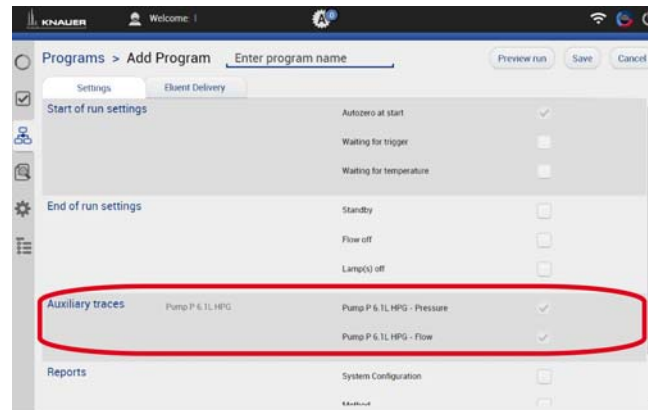 KNAUER Welcome
Programs > Add Program Enter program name Preview run Save Cancel
Settings Eluent Delivery
Start of run settings Autozero at start
Waiting for trigger
Waiting for temperature
End of run settings Standby
Flow off
Lamp(s) off
Auxiliary traces Pump P 6.1L HPG Pump P 6.1L HPG - Pressure
Pump P 6.1L HPG - Flow
Reports System Configuration
Method